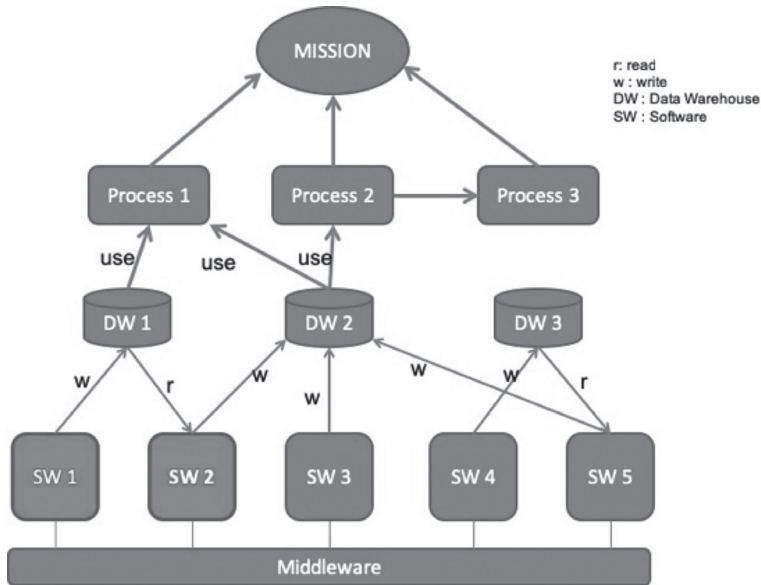 MISSION
r: read
w : write
DW : Data Warehouse
SW : Software
Process 1
Process 2
Process 3
use
use
use
DW 1
DW 2
DW 3
w
r
w
w
w
w
r
SW 1
SW 2
SW 3
SW 4
SW 5
Middleware